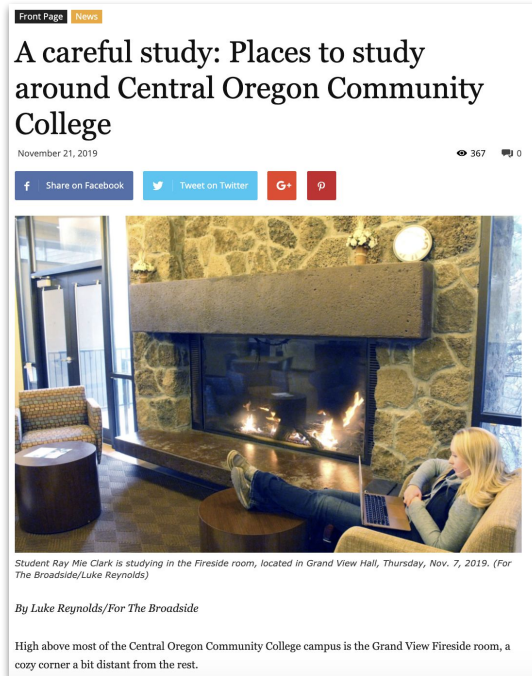 Front Page News
A careful study: Places to study
around Central Oregon Community
College
November 21, 2019 367 0
f Share on Facebook Tweet on Twitter G+
Student Ray Mie Clark is studying in the Fireside room, located in Grand View Hall, Thursday, Nov. 7, 2019. (For
The Broadside/Luke Reynolds)
By Luke Reynolds/For The Broadside
High above most of the Central Oregon Community College campus is the Grand View Fireside room, a
cozy corner a bit distant from the rest.